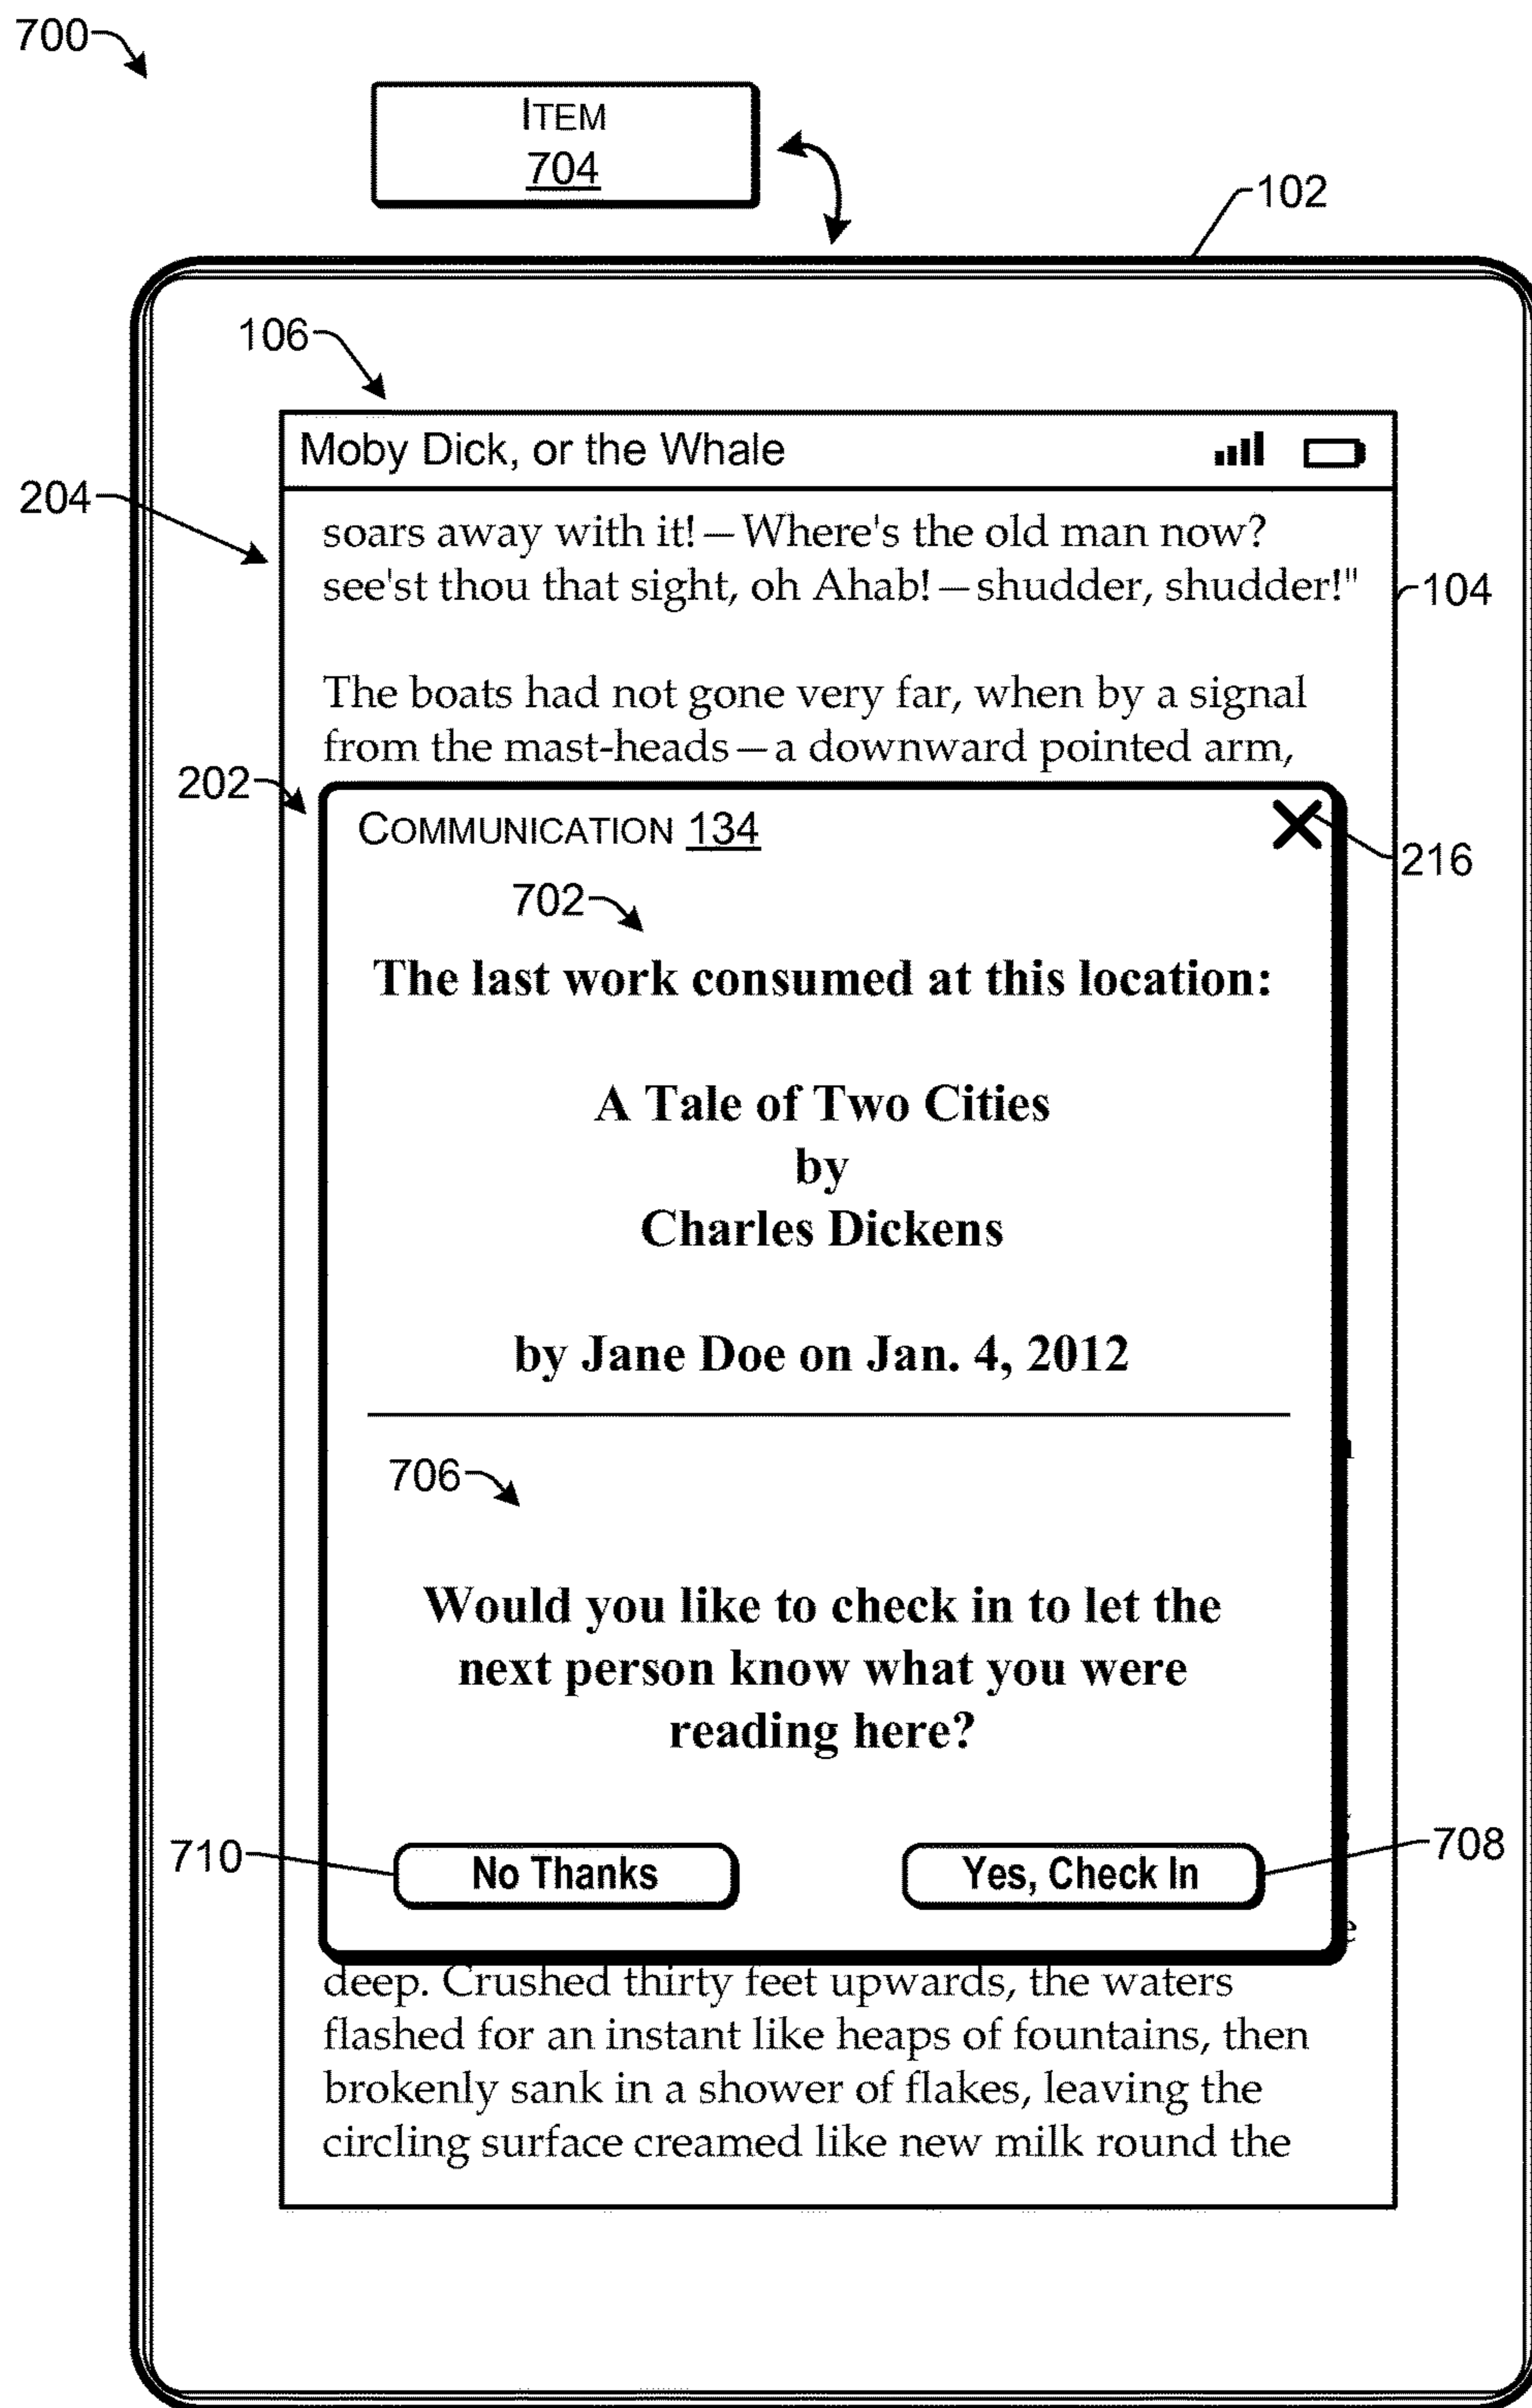 700
ITEM
704
102
106
Moby Dick, or the Whale
204
soars away with it!—Where's the old man now?
see'st thou that sight, oh Ahab!—shudder, shudder!"
104
The boats had not gone very far, when by a signal
from the mast-heads—a downward pointed arm,
202
COMMUNICATION 134
216
702
The last work consumed at this location:
A Tale of Two Cities
by
Charles Dickens
by Jane Doe on Jan. 4, 2012
706
Would you like to check in to let the
next person know what you were
reading here?
710
No Thanks
Yes, Check In
708
deep. Crushed thirty feet upwards, the waters
flashed for an instant like heaps of fountains, then
brokenly sank in a shower of flakes, leaving the
circling surface creamed like new milk round the